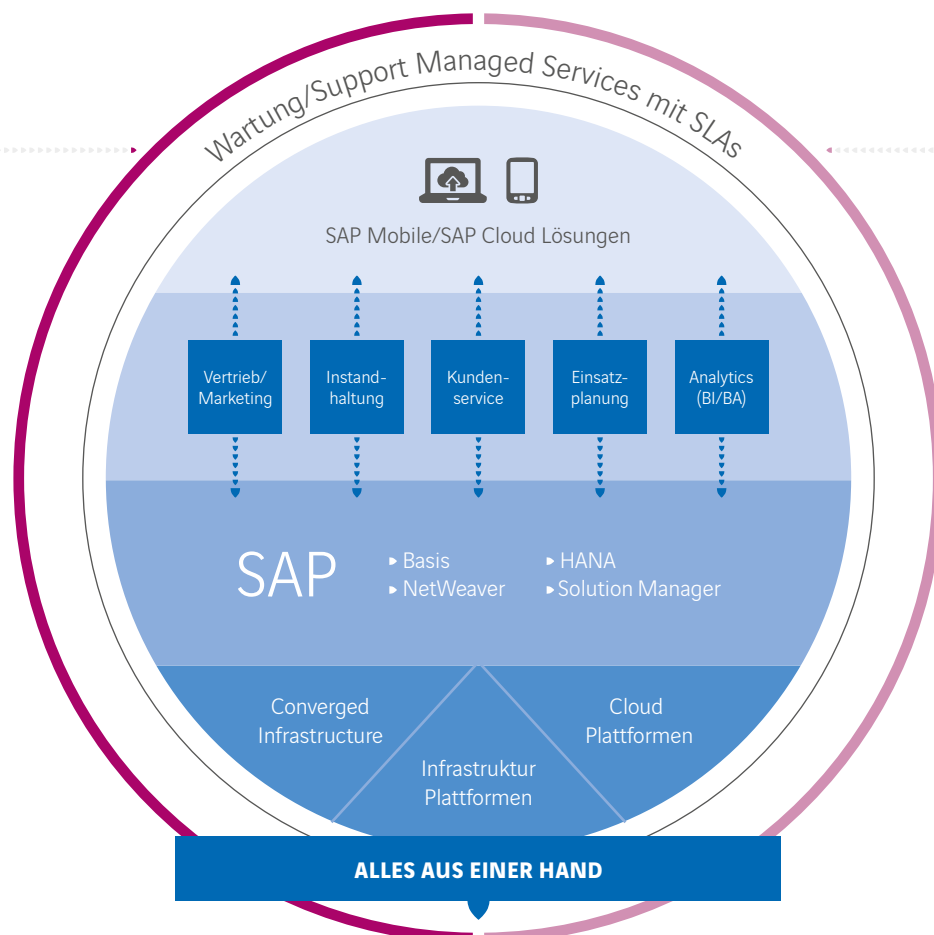 Wartung/Support Managed Services mit SLAs
SAP Mobile/SAP Cloud Lösungen
Vertrieb/
Marketing
Instand-
haltung
Kunden-
service
Einsatz-
planung
Analytics
(BI/BA)
SAP
Basis
NetWeaver
HANA
Solution Manager
Converged
Infrastructure
Infrastruktur
Plattformen
Cloud
Plattformen
ALLES AUS EINER HAND